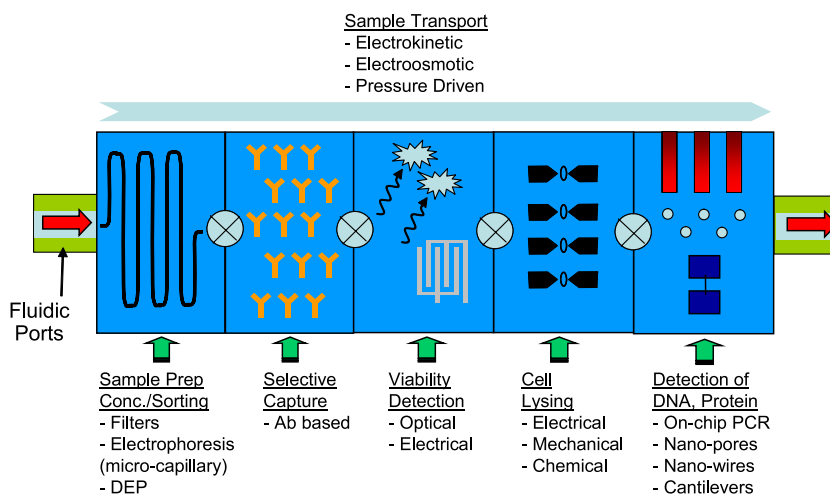 Sample Transport
- Electrokinetic
- Electroosmotic
- Pressure Driven
Fluidic
Ports
Sample Prep
Conc./Sorting)
- Filters
- Electrophoresis
(micro-capillary)
- DEP
Selective
Capture
- Ab based
Viability
Detection
- Optical
- Electrical
Cell
Lysing)
- Electrical
- Mechanical
- Chemical
Detection of
DNA, Protein)
- On-chip PCR
- Nano-pores
- Nano-wires
- Cantilevers